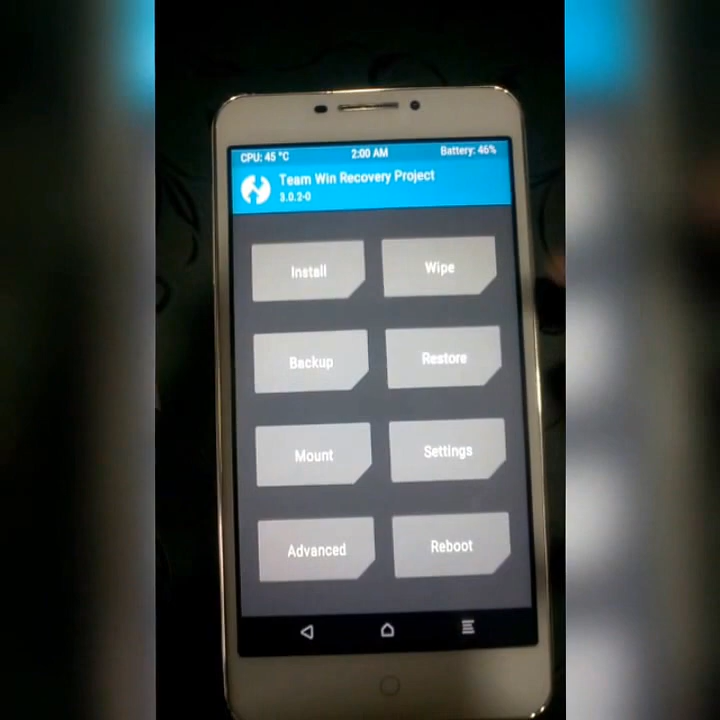 CPU: 45 °C 2:00 AM Battery: 46%
Team Win Recovery Project
3.0.2-0
Install Wipe
Backup Restore
Mount Settings
Advanced Reboot